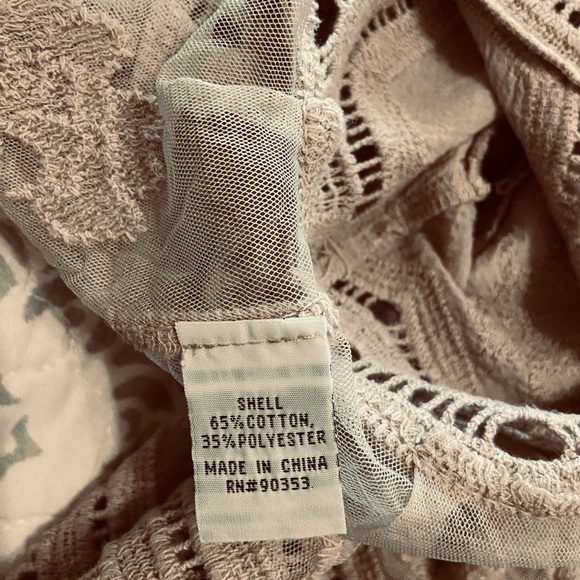 SHELL
65%COTTON,
35%POLYESTER
MADE IN CHINA
RN#90353